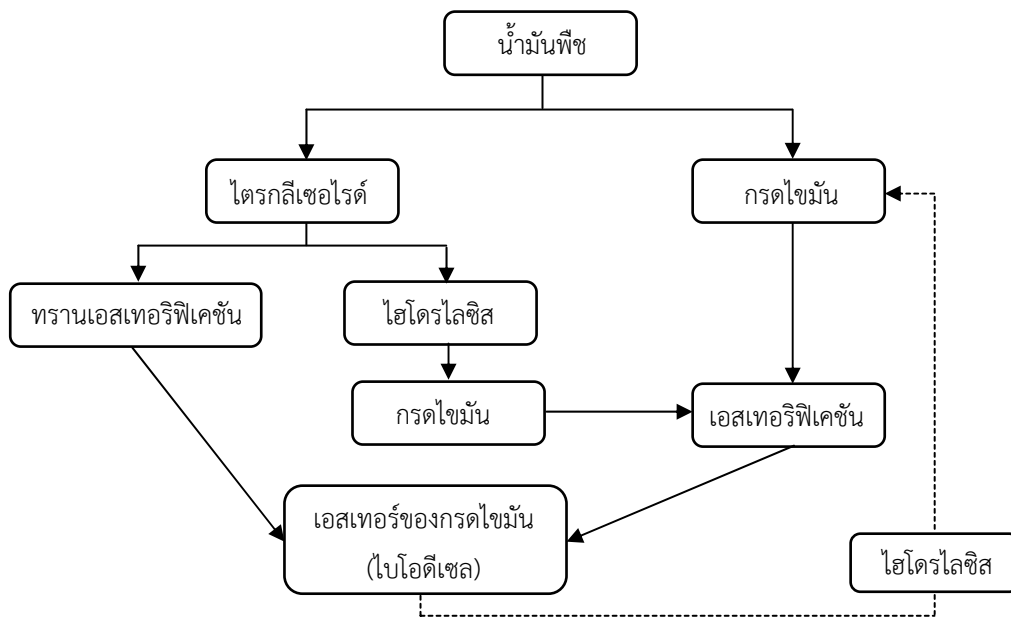 น้ำมันพืช
ไตรกลีเซอไรด์
กรดไขมัน
ทรานเอสเทอริฟิเคชัน
ไฮโดรไลซิส
กรดไขมัน
เอสเทอริฟิเคชัน
เอสเทอร์ของกรดไขมัน
(ไบโอดีเซล)
ไฮโดรไลซิส